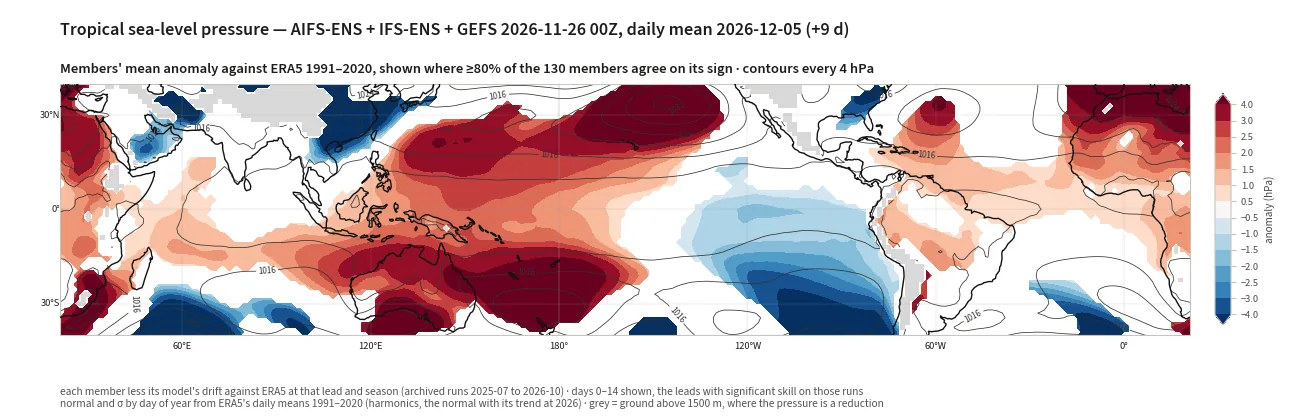 Tropical sea-level pressure — AIFS-ENS + IFS-ENS + GEFS 2026-11-26 00Z, daily mean 2026-12-05 (+9 d)
Members' mean anomaly against ERA5 1991–2020, shown where ≥80% of the 130 members agree on its sign · contours every 4 hPa
30°N
0°
30°S
60°E
120°E
180°
120°W
60°W
0°
1016
1016
1016
1016
1016
1016
1016
1016
1016
4.0
3.0
2.0
1.5
1.0
0.5
−0.5
−1.0
−1.5
−2.0
−3.0
−4.0
anomaly (hPa)
each member less its model's drift against ERA5 at that lead and season (archived runs 2025-07 to 2026-10) · days 0–14 shown, the leads with significant skill on those runs
normal and σ by day of year from ERA5's daily means 1991–2020 (harmonics, the normal with its trend at 2026) · grey = ground above 1500 m, where the pressure is a reduction